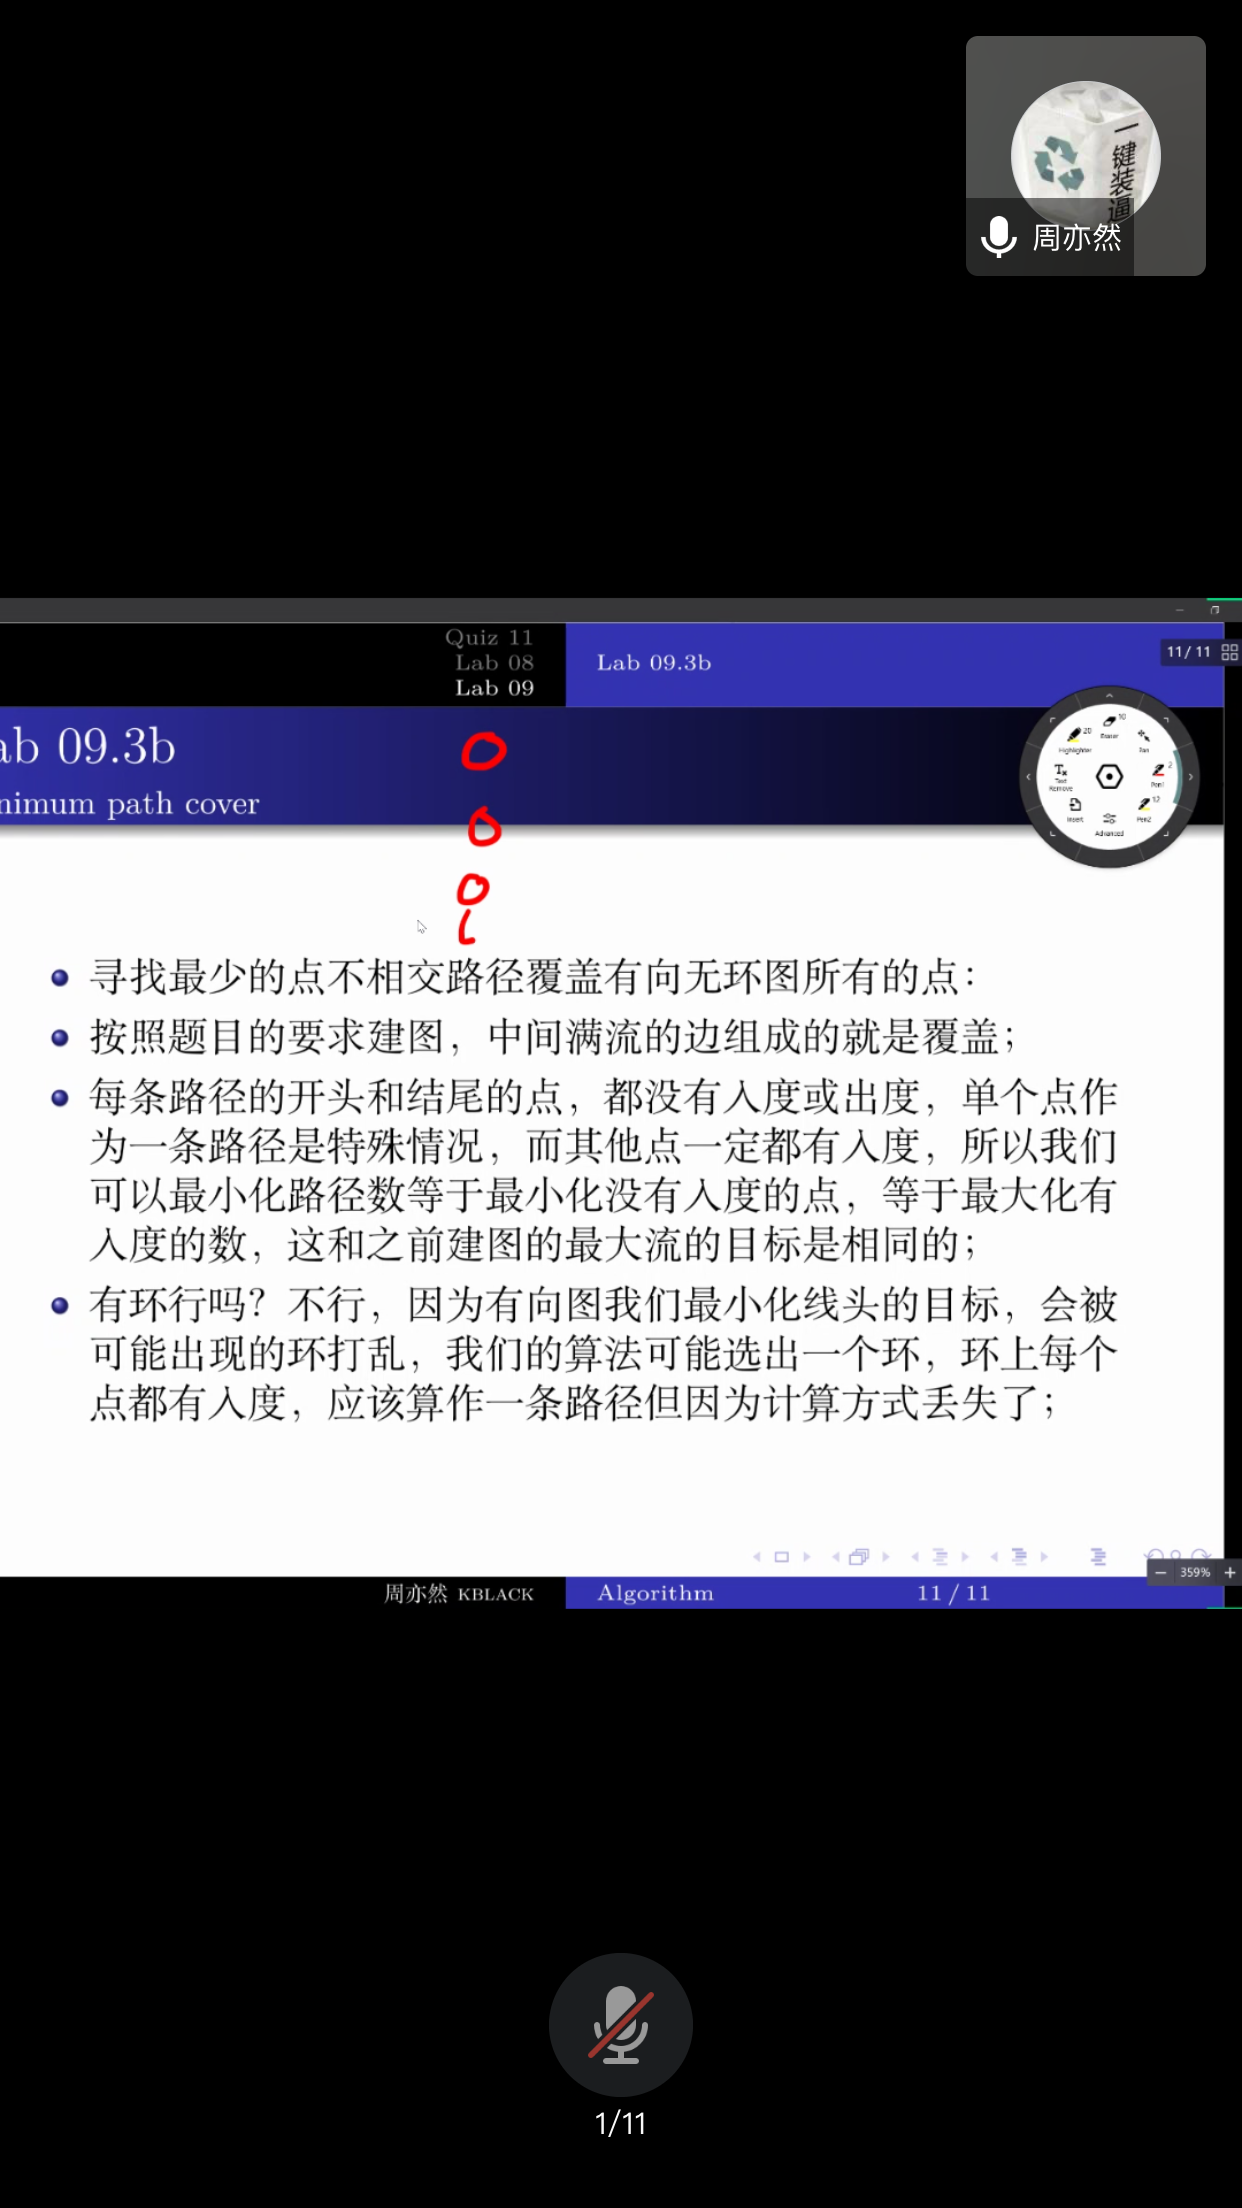 一键装逼
周亦然
Quiz 11
Lab 08
Lab 09
Lab 09.3b
11/ 11
ab 09.3b
nimum path cover
10
Eraser
20
Highlighter
Pan
Text Remove
2
Pen1
Insert
12
Pen2
Advanced
寻找最少的点不相交路径覆盖有向无环图所有的点：
按照题目的要求建图，中间满流的边组成的就是覆盖；
每条路径的开头和结尾的点，都没有入度或出度，单个点作
为一条路径是特殊情况，而其他点一定都有入度，所以我们
可以最小化路径数等于最小化没有入度的点，等于最大化有
入度的数，这和之前建图的最大流的目标是相同的；
有环行吗？不行，因为有向图我们最小化线头的目标，会被
可能出现的环打乱，我们的算法可能选出一个环，环上每个
点都有入度，应该算作一条路径但因为计算方式丢失了；
359%
周亦然 KBLACK
Algorithm
11 / 11
1/11